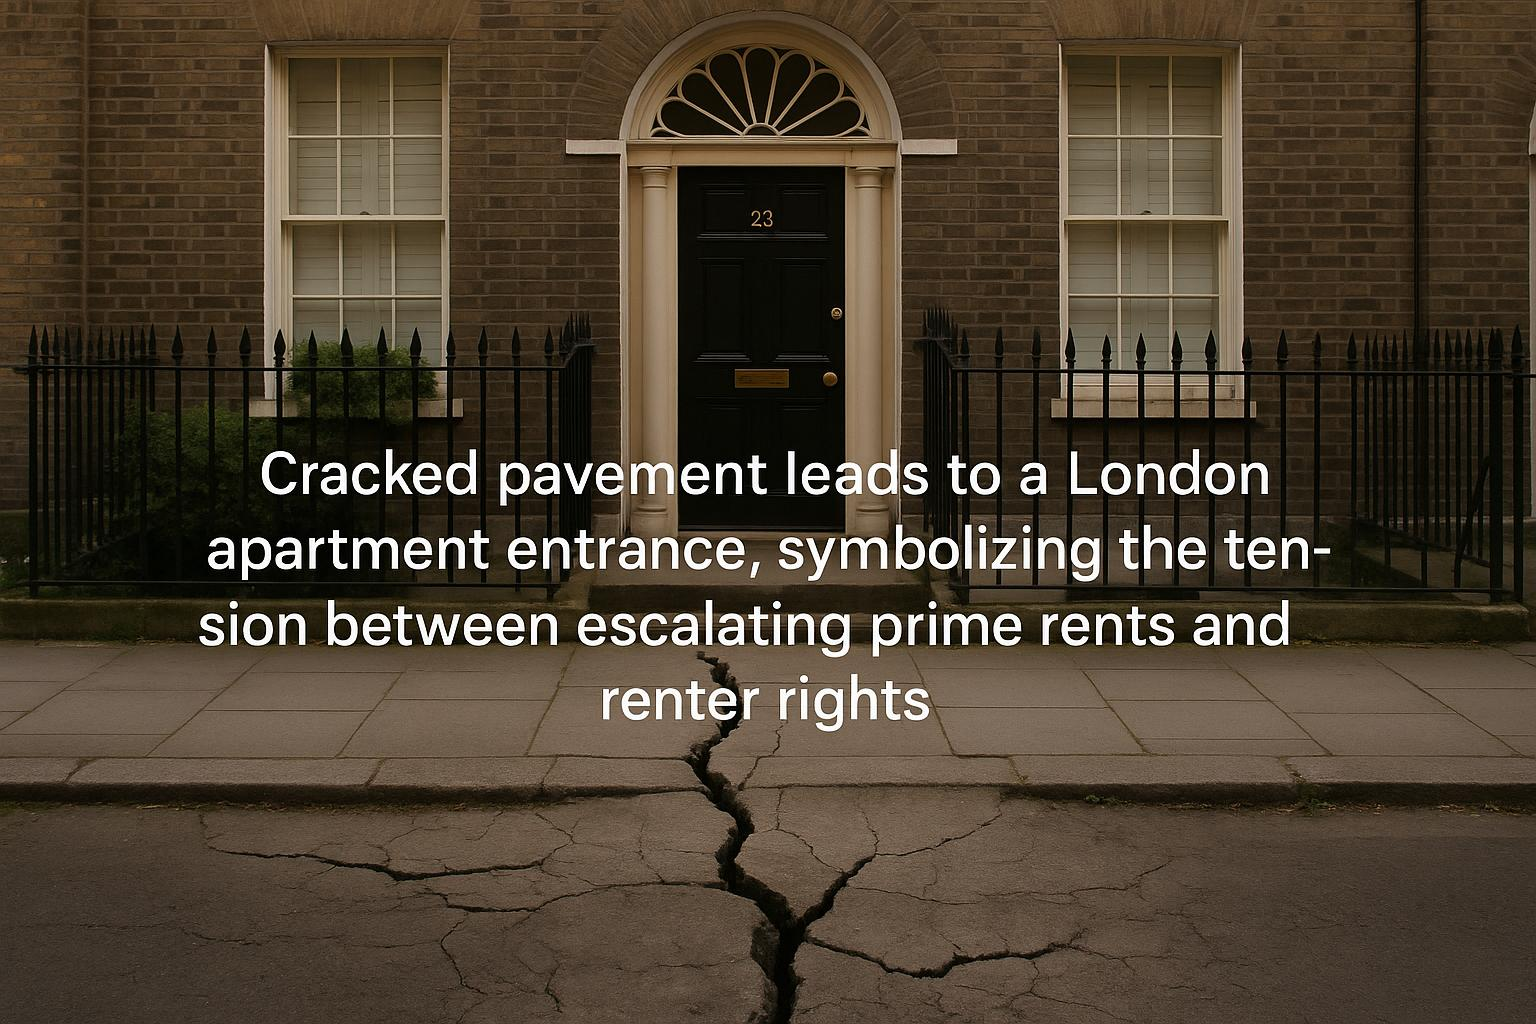 23
Cracked pavement leads to a London
apartment entrance, symbolizing the ten-
sion between escalating prime rents and
renter rights